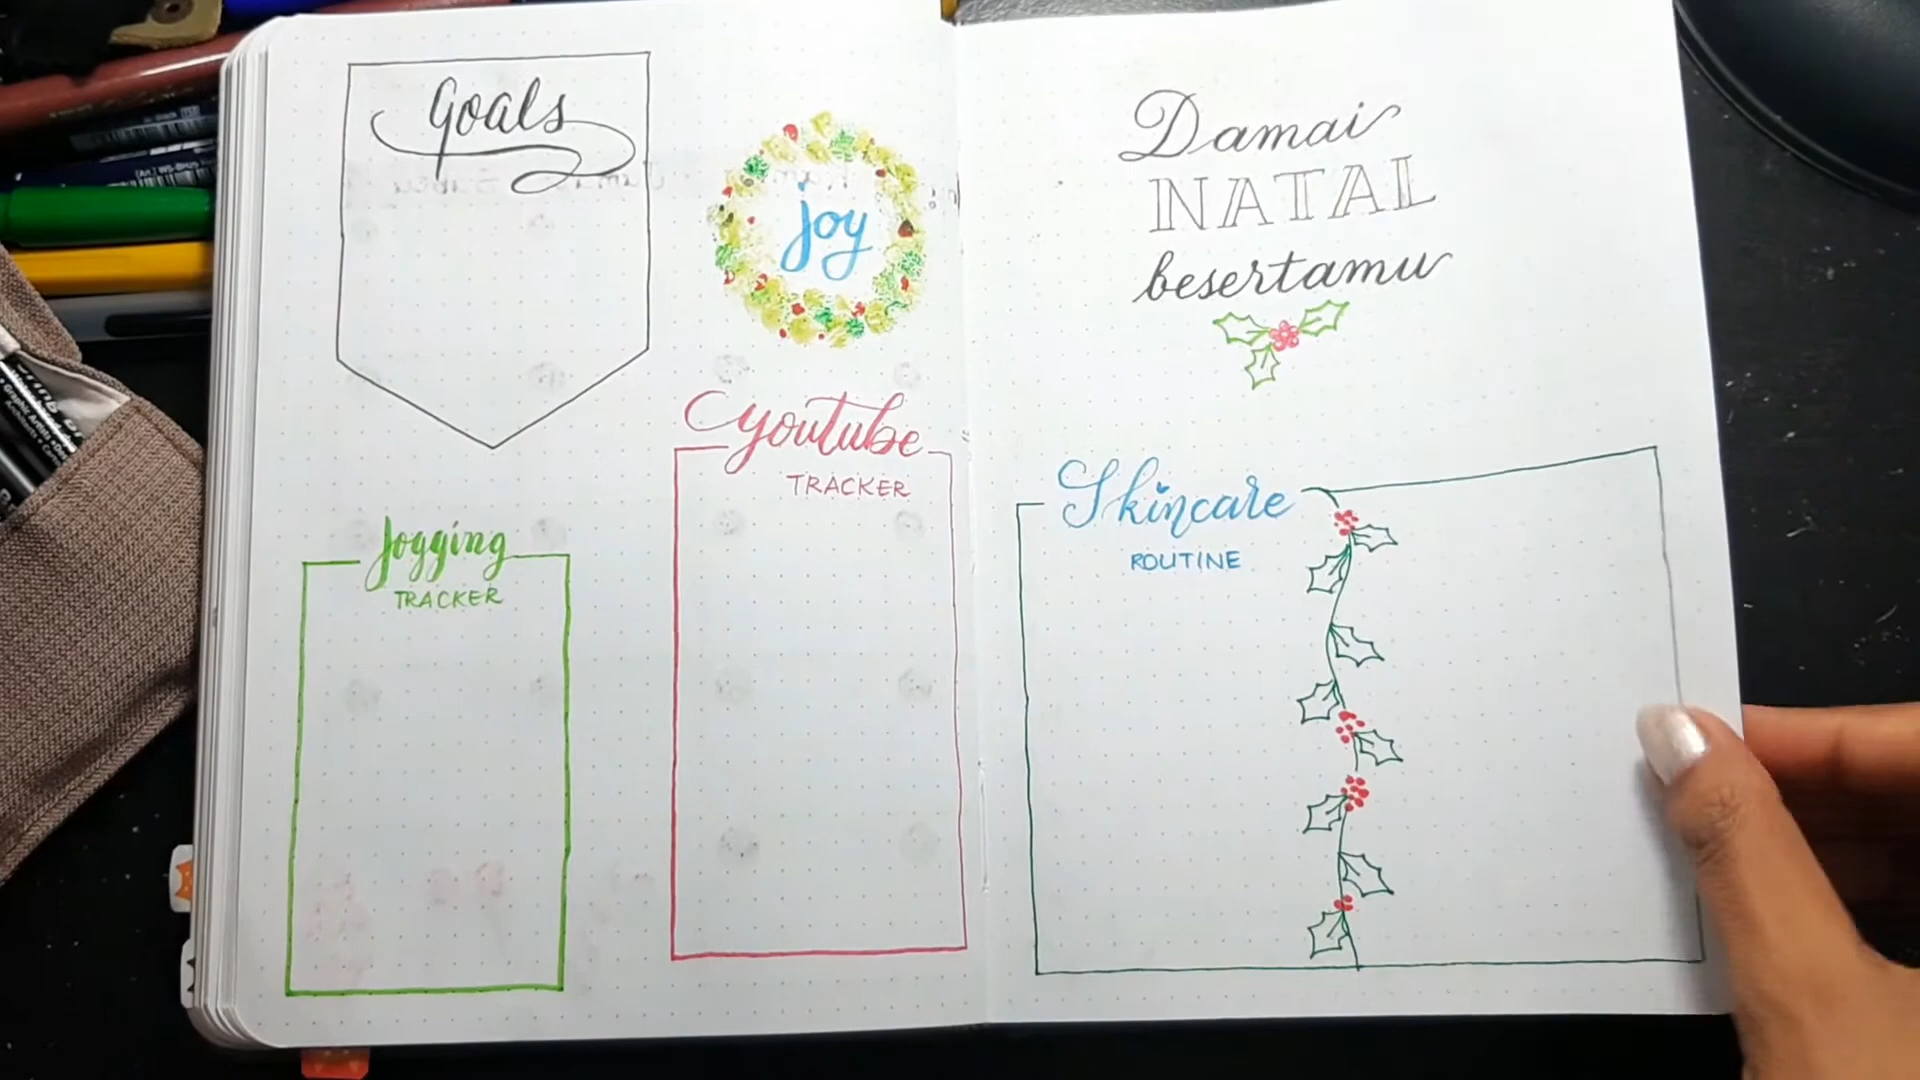 Goals
joy
Youtube
TRACKER
Jogging
TRACKER
Damai
NATAL
besertamu
Skincare
ROUTINE